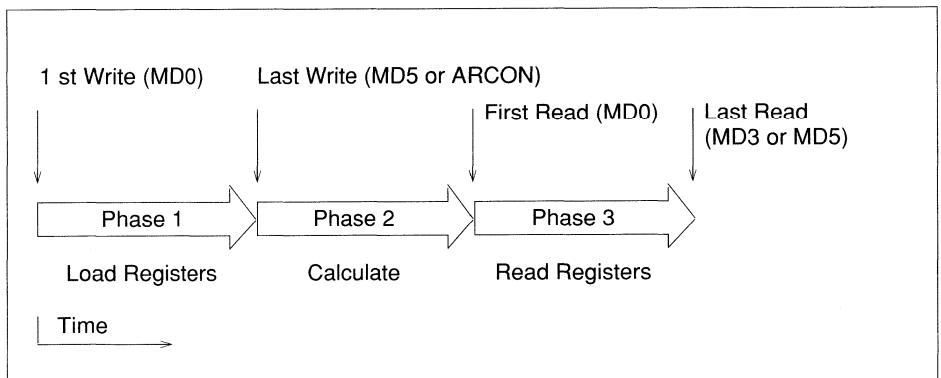 1 st Write (MD0)
Last Write (MD5 or ARCON)
First Read (MD0)
Last Read
(MD3 or MD5)
Phase 1
Phase 2
Phase 3
Load Registers
Calculate
Read Registers
Time